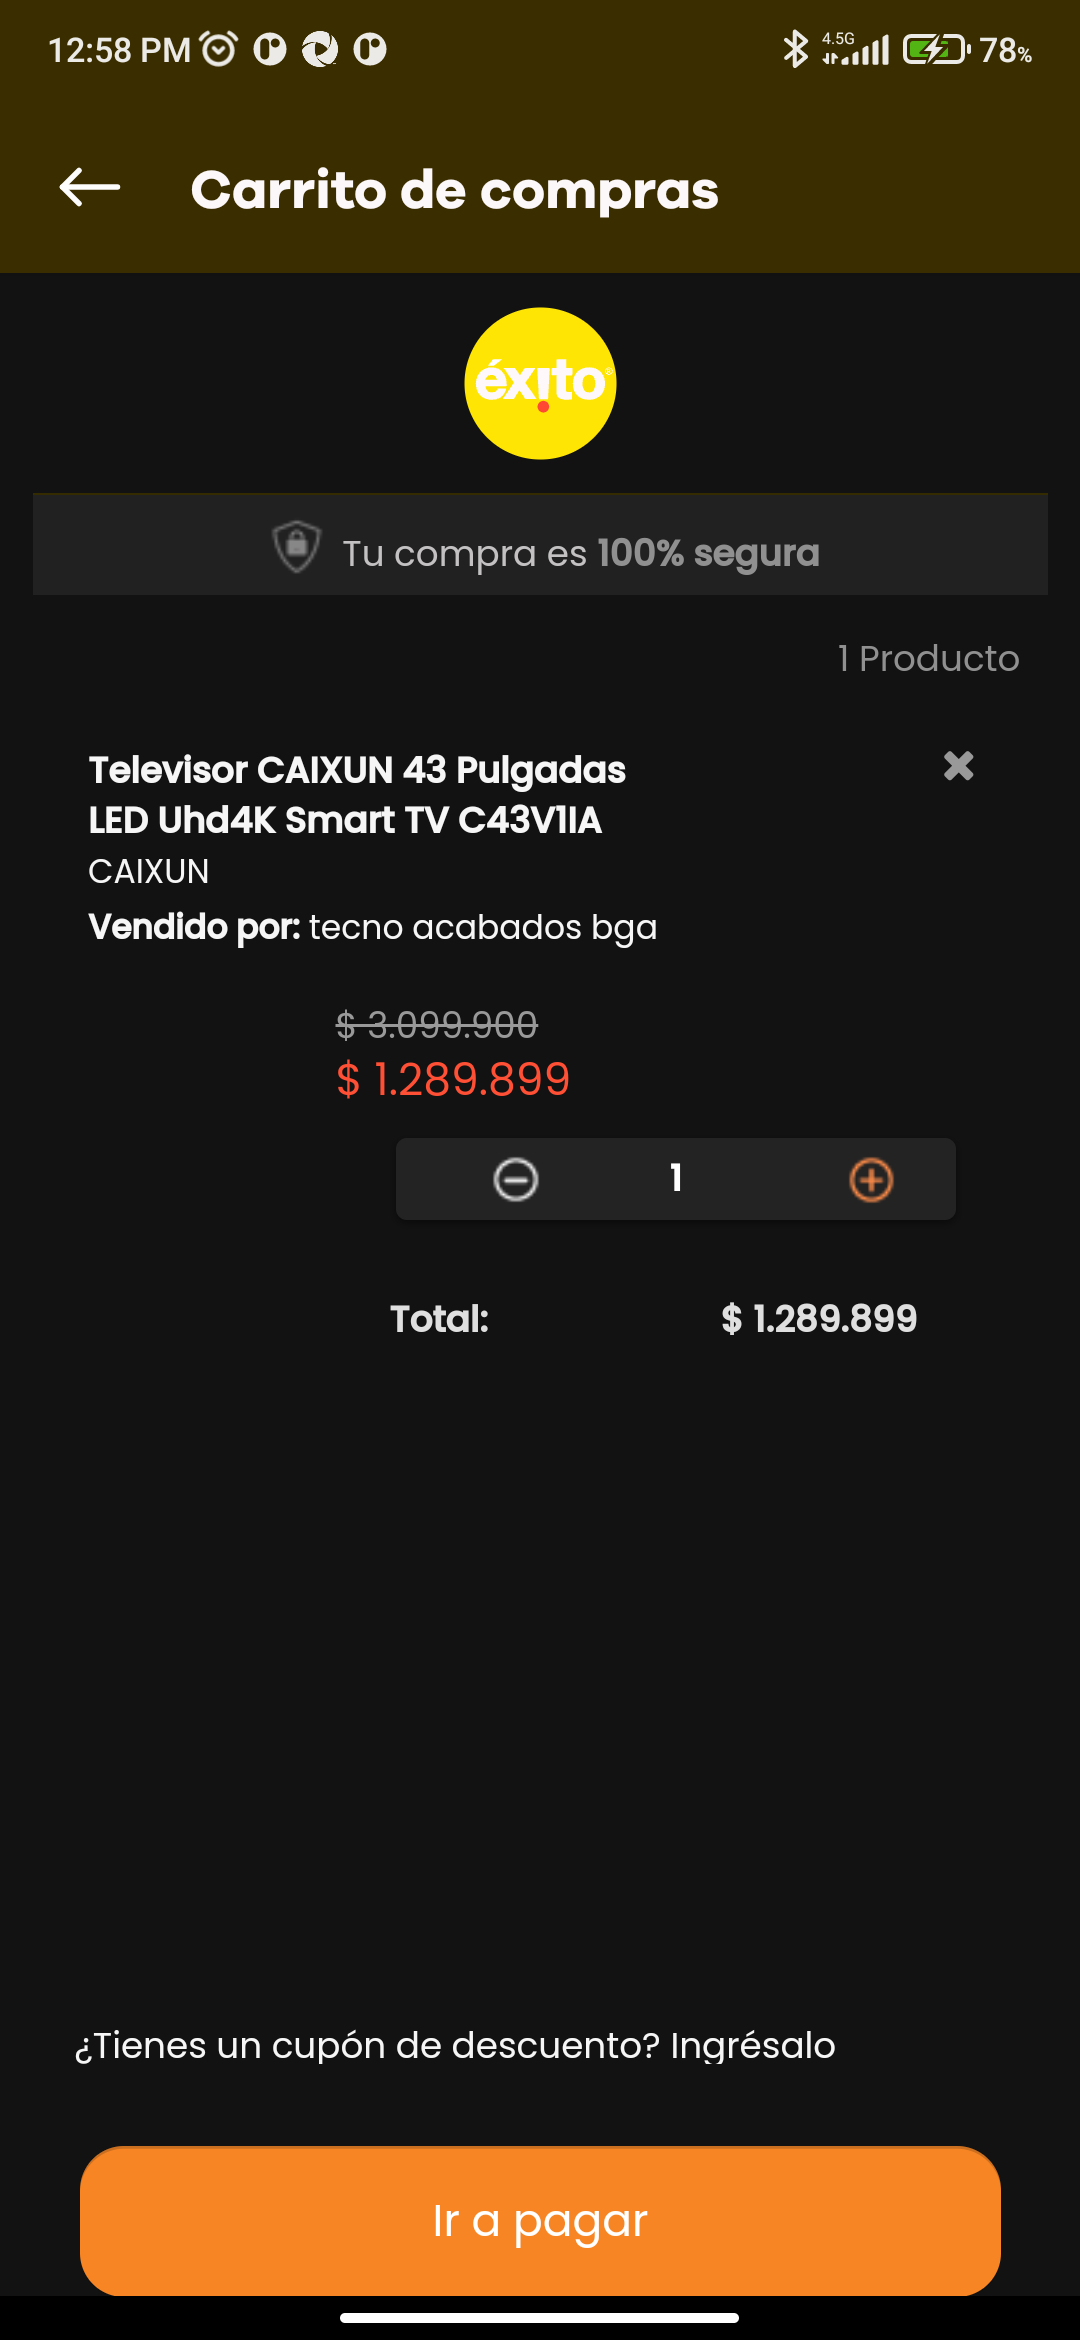 12:58 PM
4.5G
78%
Carrito de compras
éxito®
Tu compra es 100% segura
1 Producto
Televisor CAIXUN 43 Pulgadas
LED Uhd4K Smart TV C43V1IA
CAIXUN
Vendido por: tecno acabados bga
$ 3.099.900
$ 1.289.899
1
Total: $ 1.289.899
¿Tienes un cupón de descuento? Ingrésalo
Ir a pagar